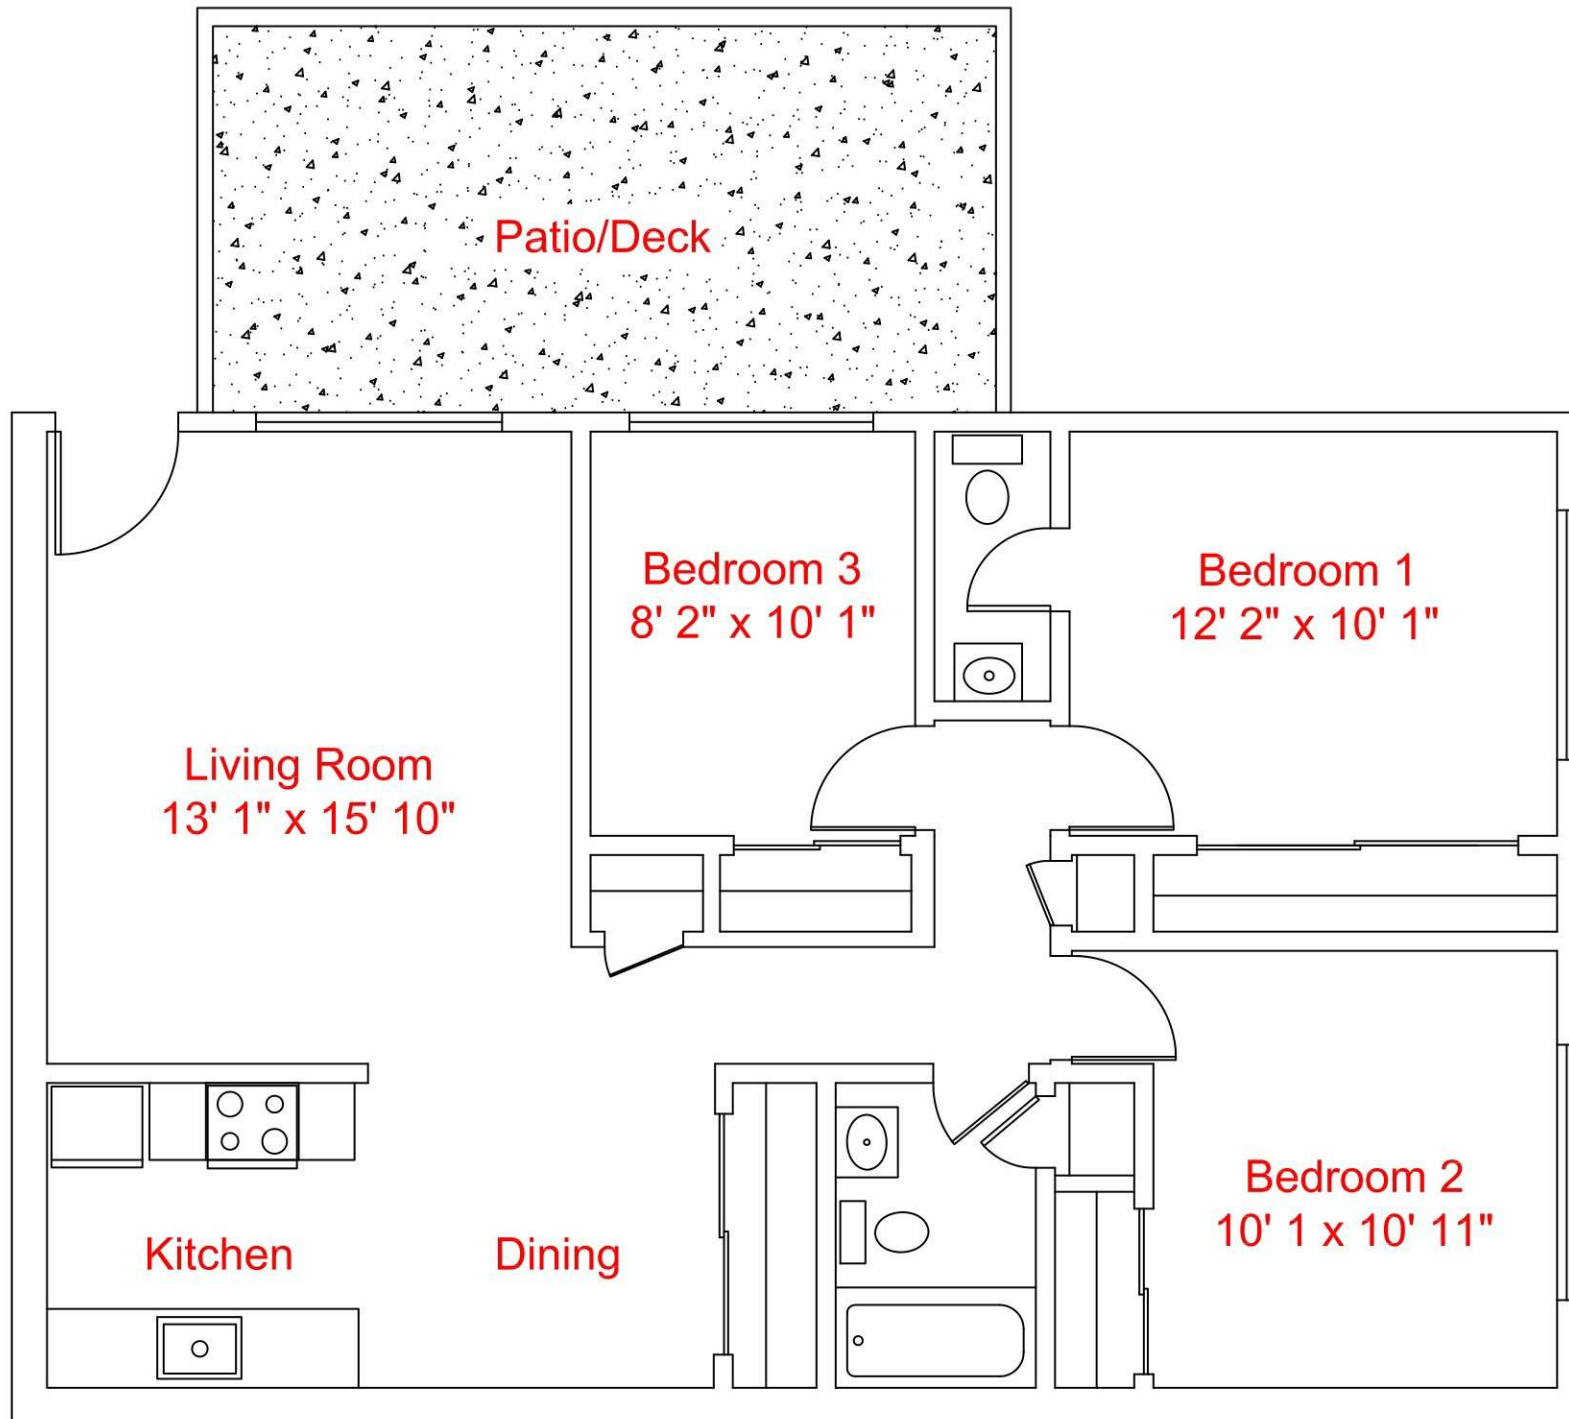 Patio/Deck
Bedroom 3
8' 2" x 10' 1"
Bedroom 1
12' 2" x 10' 1"
Living Room
13' 1" x 15' 10"
Bedroom 2
10' 1 x 10' 11"
Kitchen
Dining